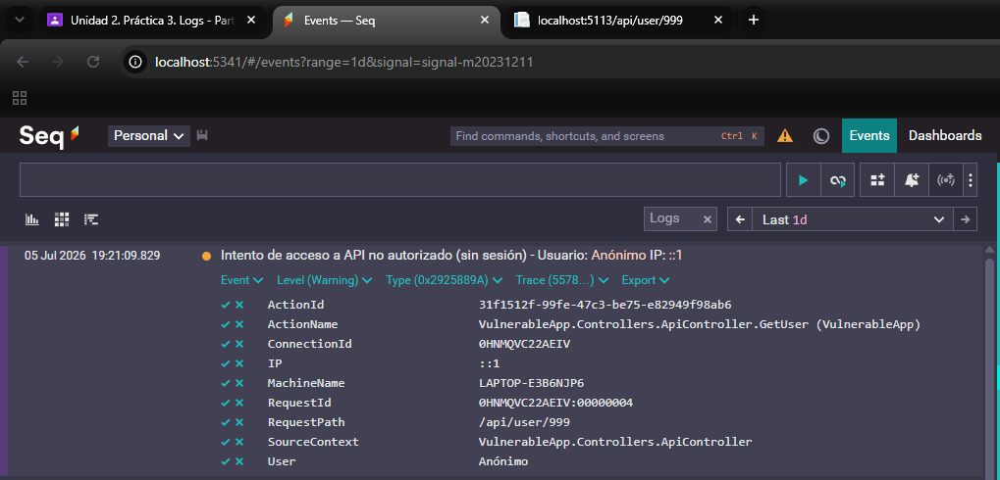 Unidad 2. Práctica 3. Logs - Part
Events — Seq
localhost:5113/api/user/999
localhost:5341/#/events?range=1d&signal=signal-m20231211
Seq
Personal
Find commands, shortcuts, and screens
Ctrl K
Events
Dashboards
Logs
Last 1d
05 Jul 2026 19:21:09.829
Intento de acceso a API no autorizado (sin sesión) - Usuario: Anónimo IP: ::1
Event
Level (Warning)
Type (0x2925889A)
Trace (5578...)
Export
ActionId 31f1512f-99fe-47c3-be75-e82949f98ab6
ActionName VulnerableApp.Controllers.ApiController.GetUser (VulnerableApp)
ConnectionId 0HNMQVC22AEIV
IP ::1
MachineName LAPTOP-E3B6NJP6
RequestId 0HNMQVC22AEIV:00000004
RequestPath /api/user/999
SourceContext VulnerableApp.Controllers.ApiController
User Anónimo